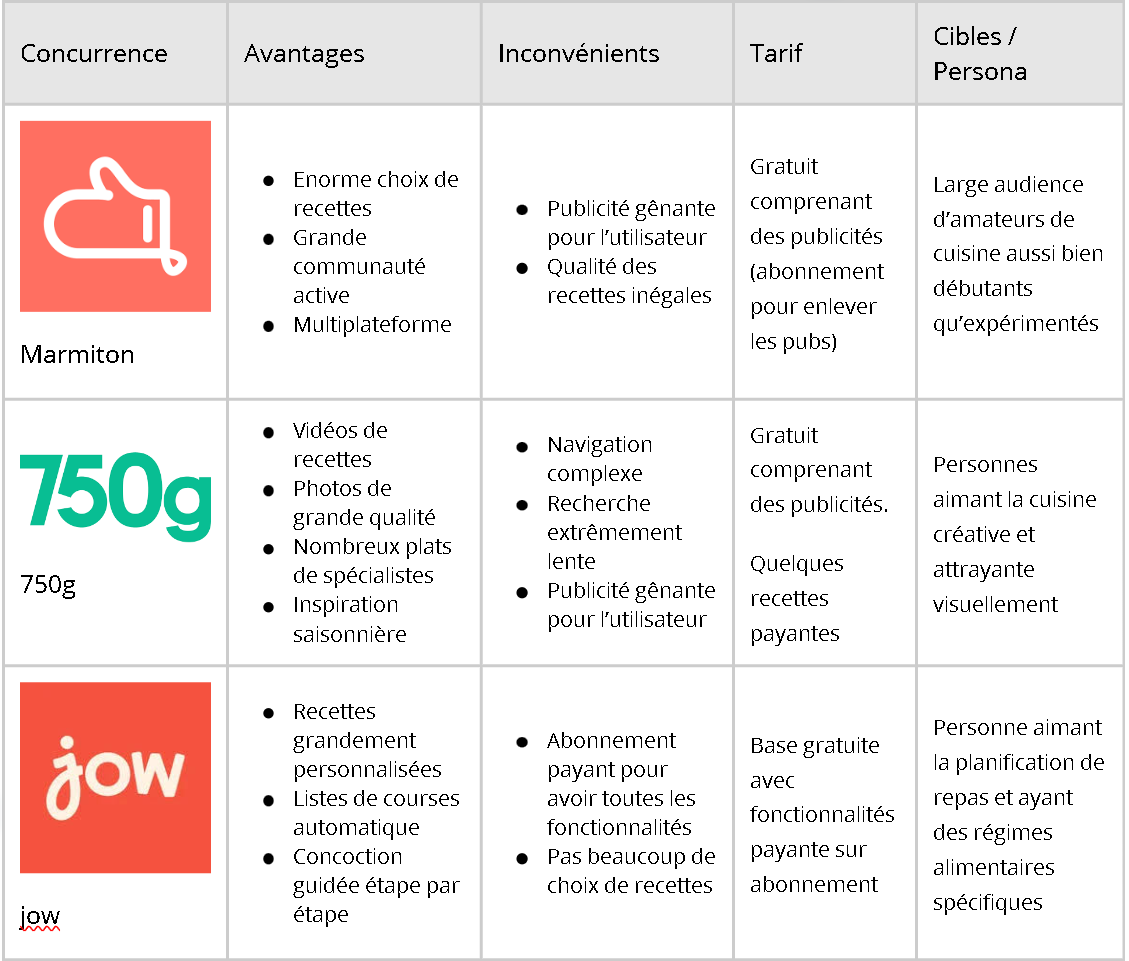 Concurrence
Avantages
Inconvénients
Tarif
Cibles /
Persona
Marmiton
● Enorme choix de
recettes
● Grande
communauté
active
● Multiplateforme
● Publicité gênante
pour l’utilisateur
● Qualité des
recettes inégales
Gratuit
comprenant
des publicités
(abonnement
pour enlever
les pubs)
Large audience
d’amateurs de
cuisine aussi bien
débutants
qu’expérimentés
750g
750g
● Vidéos de
recettes
● Photos de
grande qualité
● Nombreux plats
de spécialistes
● Inspiration
saisonnière
● Navigation
complexe
● Recherche
extrêmement
lente
● Publicité gênante
pour l’utilisateur
Gratuit
comprenant
des publicités.
Quelques
recettes
payantes
Personnes
aimant la cuisine
créative et
attrayante
visuellement
jow
jow
● Recettes
grandement
personnalisées
● Listes de courses
automatique
● Concoction
guidée étape par
étape
● Abonnement
payant pour
avoir toutes les
fonctionnalités
● Pas beaucoup de
choix de recettes
Base gratuite
avec
fonctionnalités
payante sur
abonnement
Personne aimant
la planification de
repas et ayant
des régimes
alimentaires
spécifiques